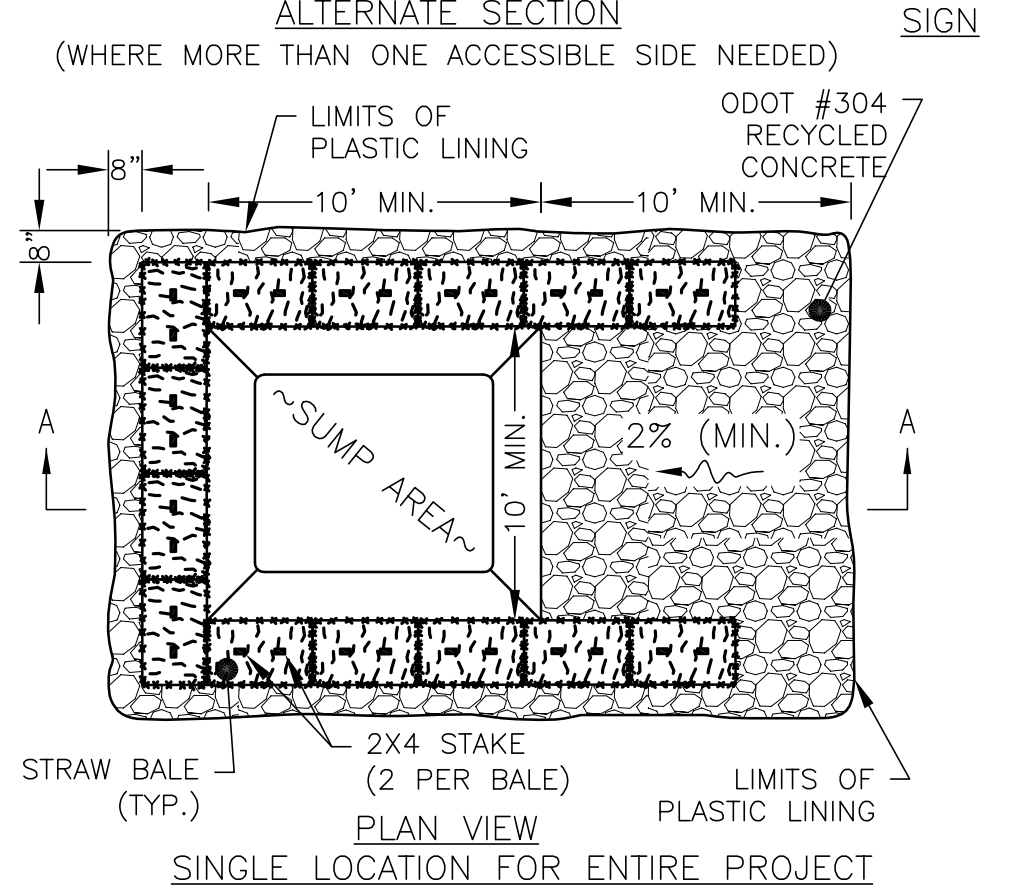 ALTERNATE SECTION
(WHERE MORE THAN ONE ACCESSIBLE SIDE NEEDED)
SIGN
LIMITS OF
PLASTIC LINING
ODOT #304
RECYCLED
CONCRETE
8"
10' MIN.
10' MIN.
8"
A
~SUMP AREA~
10' MIN.
2% (MIN.)
A
STRAW BALE
(TYP.)
2X4 STAKE
(2 PER BALE)
LIMITS OF
PLASTIC LINING
PLAN VIEW
SINGLE LOCATION FOR ENTIRE PROJECT